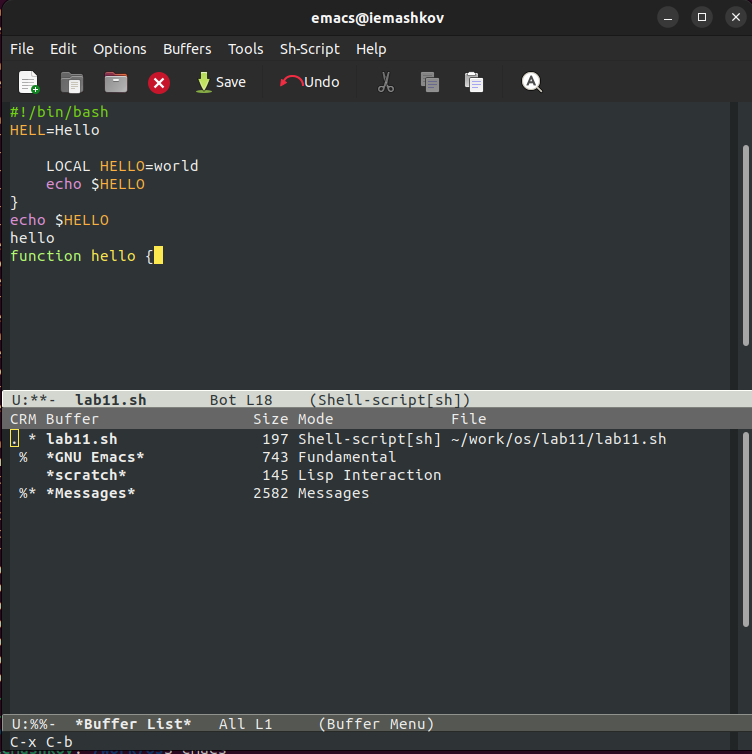 emacs@iemashkov
File Edit Options Buffers Tools Sh-Script Help
Save Undo
#!/bin/bash
HELL=Hello
LOCAL HELLO=world
echo $HELLO
}
echo $HELLO
hello
function hello {
U:**- lab11.sh Bot L18 (Shell-script[sh])
CRM Buffer Size Mode File
. * lab11.sh 197 Shell-script[sh] ~/work/os/lab11/lab11.sh
% *GNU Emacs* 743 Fundamental
*scratch* 145 Lisp Interaction
%* *Messages* 2582 Messages
U:%%- *Buffer List* All L1 (Buffer Menu)
C-x C-b